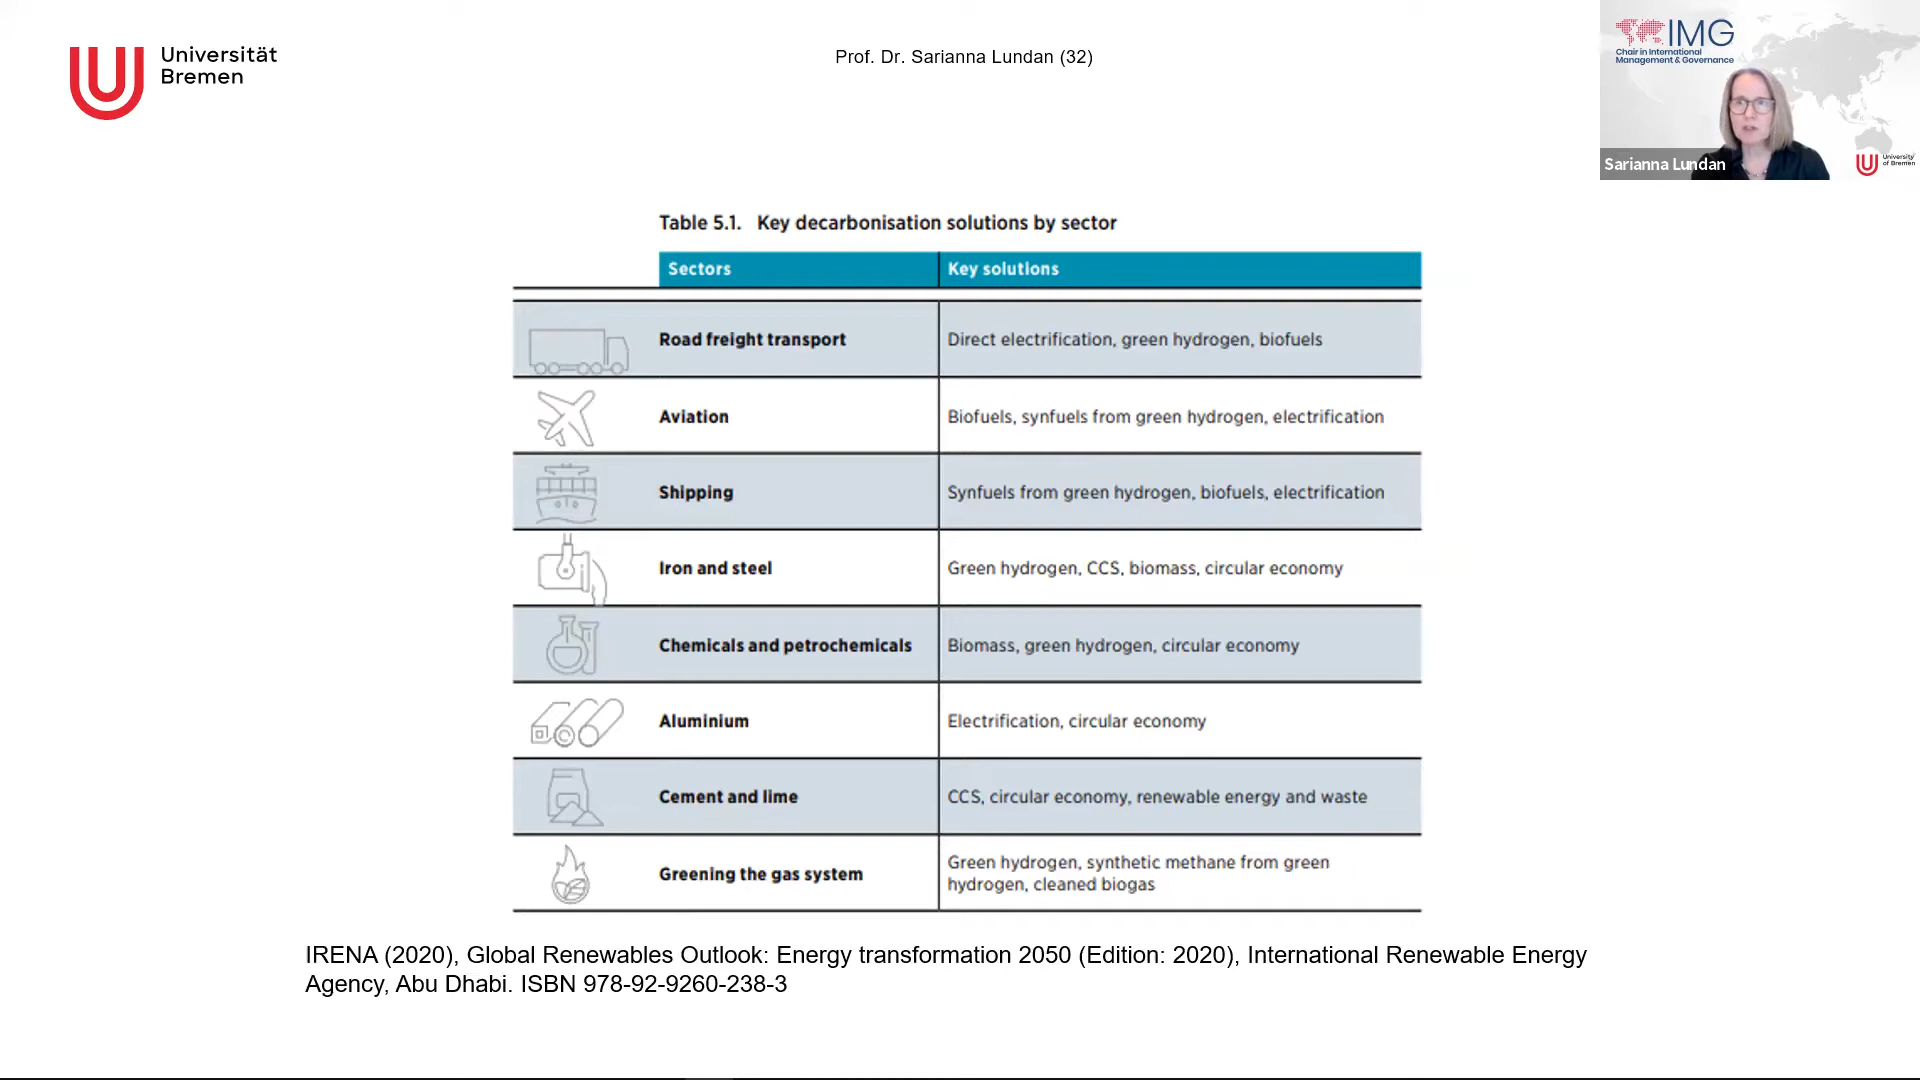 Universität
Bremen
Prof. Dr. Sarianna Lundan (32)
IMG
Chair in International
Management & Governance
Sarianna Lundan
University
of Bremen
Table 5.1. Key decarbonisation solutions by sector
Sectors Key solutions
Road freight transport Direct electrification, green hydrogen, biofuels
Aviation Biofuels, synfuels from green hydrogen, electrification
Shipping Synfuels from green hydrogen, biofuels, electrification
Iron and steel Green hydrogen, CCS, biomass, circular economy
Chemicals and petrochemicals Biomass, green hydrogen, circular economy
Aluminium Electrification, circular economy
Cement and lime CCS, circular economy, renewable energy and waste
Greening the gas system Green hydrogen, synthetic methane from green
hydrogen, cleaned biogas
IRENA (2020), Global Renewables Outlook: Energy transformation 2050 (Edition: 2020), International Renewable Energy
Agency, Abu Dhabi. ISBN 978-92-9260-238-3